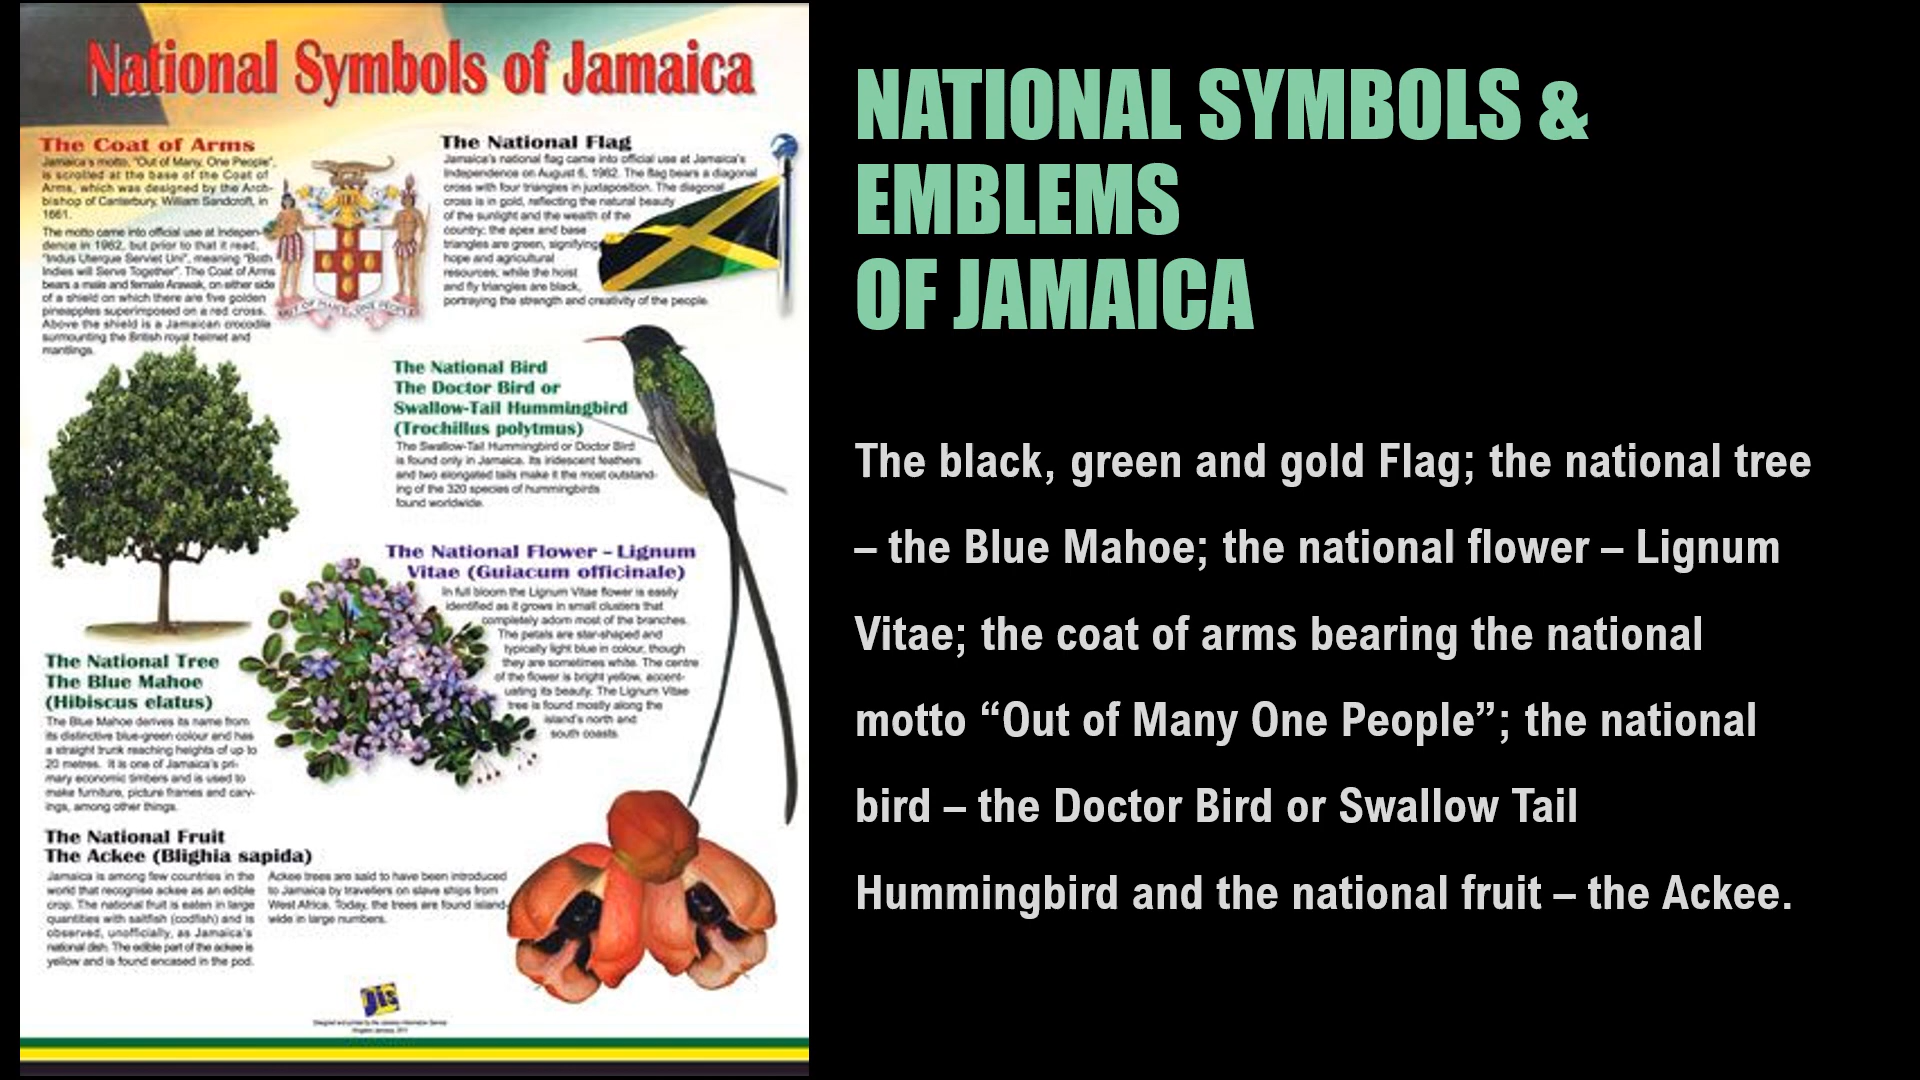 National Symbols of Jamaica
The Coat of Arms
Jamaica's motto, "Out of Many, One People",
is scrolled at the base of the Coat of
Arms, which was designed by the Arch-
bishop of Canterbury, William Sandcroft, in
1661.
The motto came into official use at Indepen-
dence in 1962, but prior to that it read,
"Indus Uterque Serviet Uni", meaning "Both
Indies will Serve Together". The Coat of Arms
bears a male and female Arawak, on either side
of a shield on which there are five golden
pineapples superimposed on a red cross.
Above the shield is a Jamaican crocodile
surmounting the British royal helmet and
mantlings.
OUT OF MANY, ONE PEOPLE
The National Flag
Jamaica's national flag came into official use at Jamaica's
Independence on August 6, 1962. The flag bears a diagonal
cross with four triangles in juxtaposition. The diagonal
cross is in gold, reflecting the natural beauty
of the sunlight and the wealth of the
country; the apex and base
triangles are green, signifying
hope and agricultural
resources; while the hoist
and fly triangles are black,
portraying the strength and creativity of the people.
The National Bird
The Doctor Bird or
Swallow-Tail Hummingbird
(Trochillus polytmus)
The Swallow-Tail Hummingbird or Doctor Bird
is found only in Jamaica. Its iridescent feathers
and two elongated tails make it the most outstand-
ing of the 320 species of hummingbirds
found worldwide.
The National Flower - Lignum
Vitae (Guiacum officinale)
In full bloom the Lignum Vitae flower is easily
identified as it grows in small clusters that
completely adorn most of the branches.
The petals are star-shaped and
typically light blue in colour, though
they are sometimes white. The centre
of the flower is bright yellow, accent-
uating its beauty. The Lignum Vitae
tree is found mostly along the
island's north and
south coasts.
The National Tree
The Blue Mahoe
(Hibiscus elatus)
The Blue Mahoe derives its name from
its distinctive blue-green colour and has
a straight trunk reaching heights of up to
20 metres. It is one of Jamaica's pri-
mary economic timbers and is used to
make furniture, picture frames and carv-
ings, among other things.
The National Fruit
The Ackee (Blighia sapida)
Jamaica is among few countries in the
world that recognise ackee as an edible
crop. The national fruit is eaten in large
quantities with saltfish (codfish) and is
observed, unofficially, as Jamaica's
national dish. The edible part of the ackee is
yellow and is found encased in the pod.
Ackee trees are said to have been introduced
to Jamaica by travellers on slave ships from
West Africa. Today, the trees are found island-
wide in large numbers.
jis
Designed and printed by the Jamaica Information Service
Kingston Jamaica, 2011
NATIONAL SYMBOLS &
EMBLEMS
OF JAMAICA
The black, green and gold Flag; the national tree
– the Blue Mahoe; the national flower – Lignum
Vitae; the coat of arms bearing the national
motto “Out of Many One People”; the national
bird – the Doctor Bird or Swallow Tail
Hummingbird and the national fruit – the Ackee.